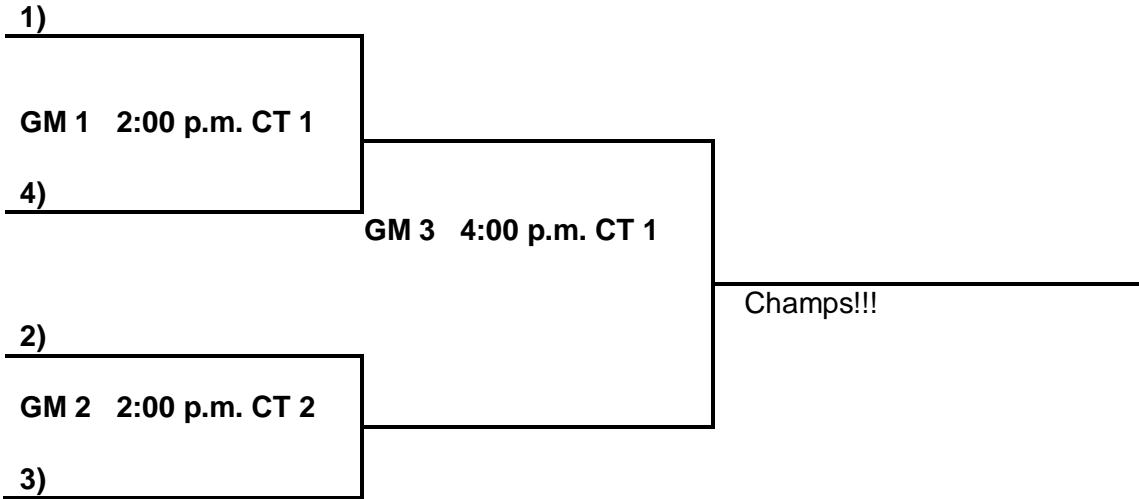 1)
GM 1 2:00 p.m. CT 1
4)
GM 3 4:00 p.m. CT 1
Champs!!!
2)
GM 2 2:00 p.m. CT 2
3)